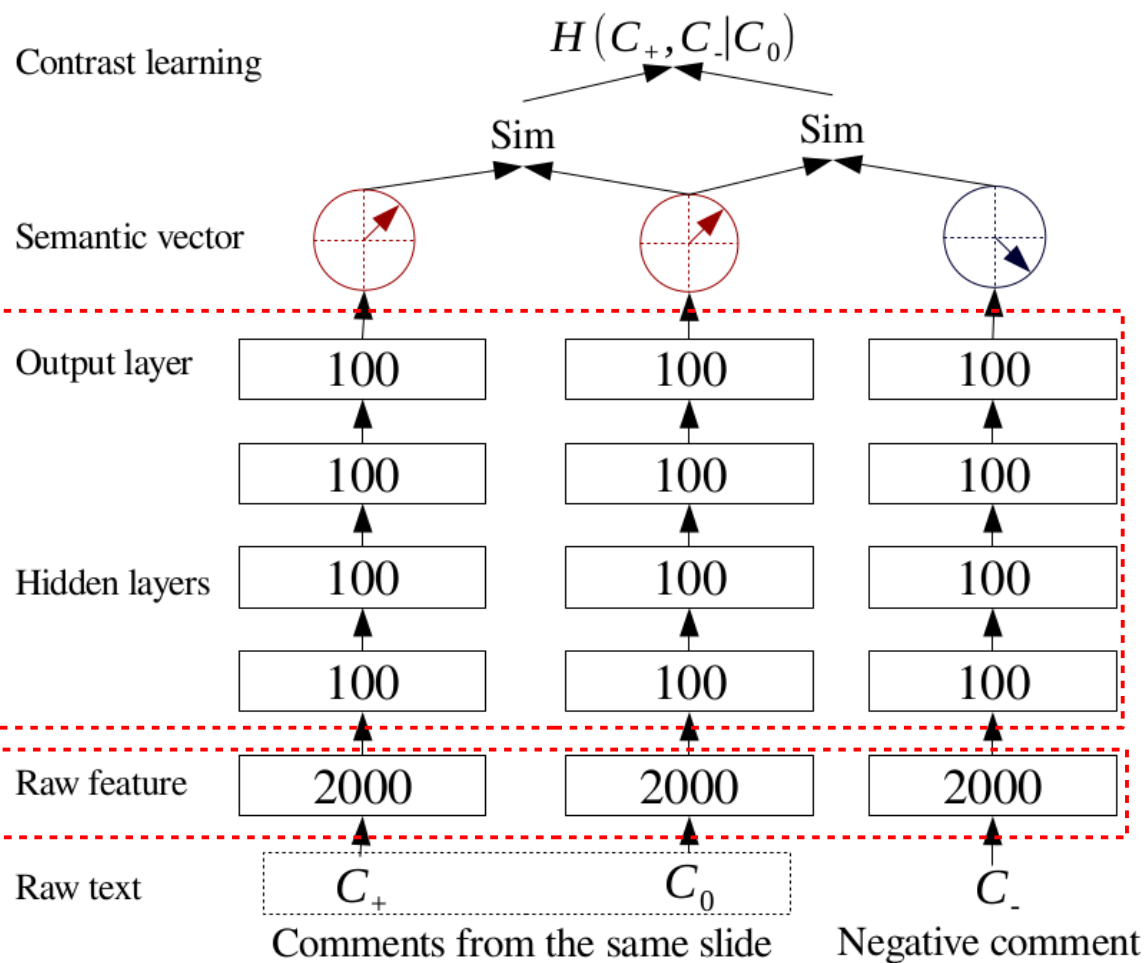 Contrast learning
H(C₊, C₋|C₀)
Sim Sim
Semantic vector
Output layer 100 100 100
100 100 100
Hidden layers 100 100 100
100 100 100
Raw feature 2000 2000 2000
Raw text C₊ C₀ C₋
Comments from the same slide Negative comment